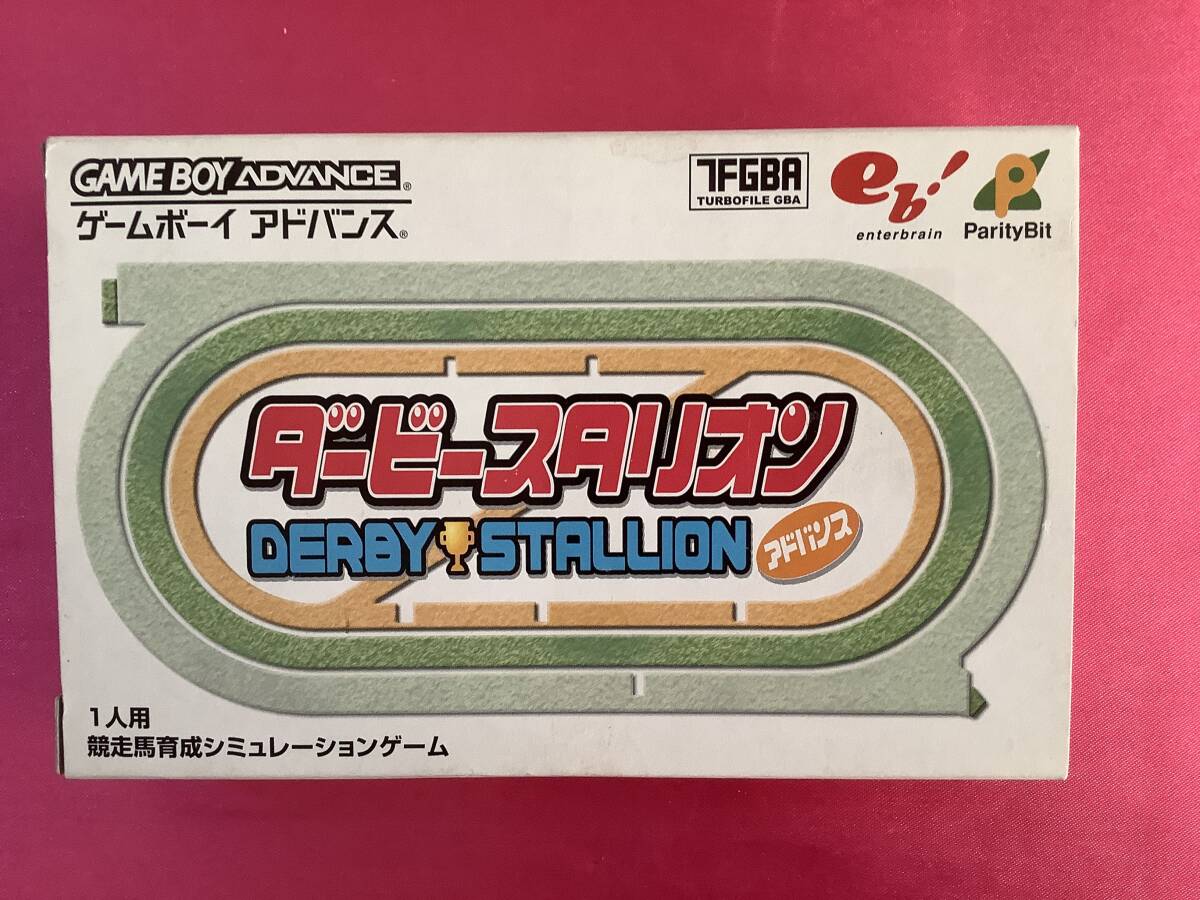 GAME BOY ADVANCE®
ゲームボーイ アドバンス®
TFGBA
TURBOFILE GBA
eb!
enterbrain
P
ParityBit
ダービースタリオン
DERBY STALLION
アドバンス
1人用
競走馬育成シミュレーションゲーム